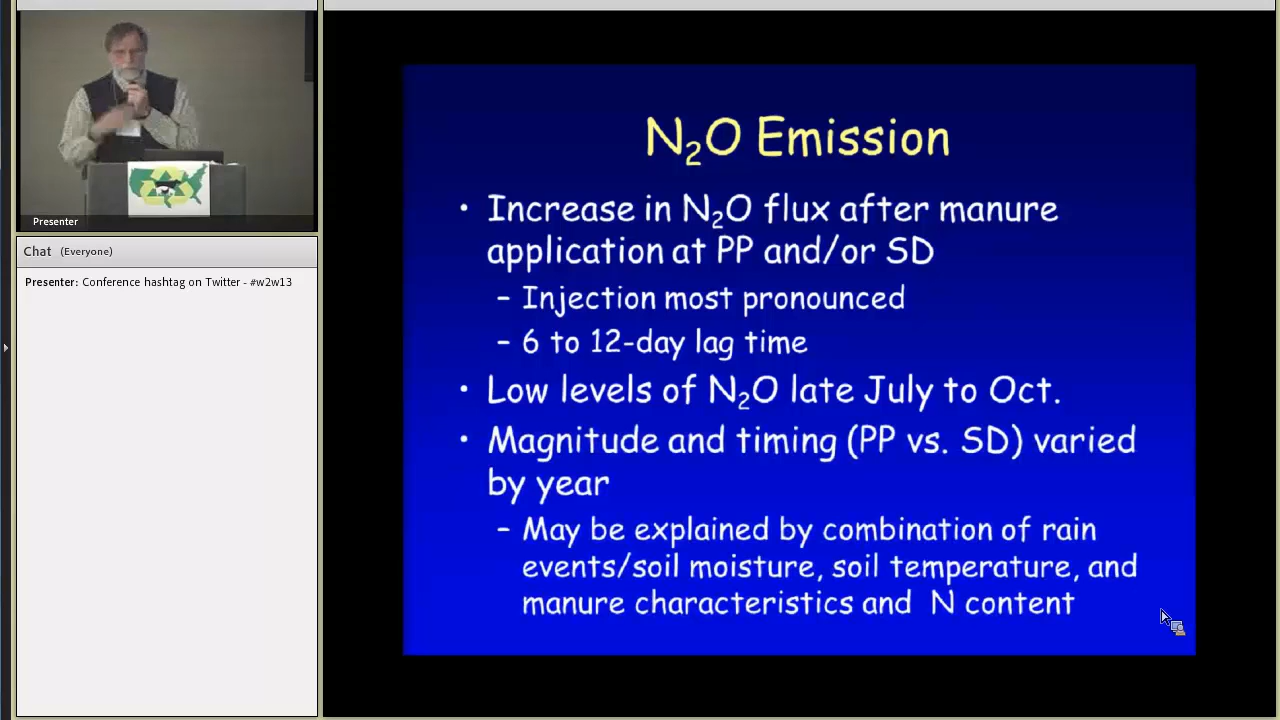 Presenter
Chat (Everyone)
Presenter: Conference hashtag on Twitter - #w2w13
N₂O Emission
• Increase in N₂O flux after manure
application at PP and/or SD
– Injection most pronounced
– 6 to 12-day lag time
• Low levels of N₂O late July to Oct.
• Magnitude and timing (PP vs. SD) varied
by year
– May be explained by combination of rain
events/soil moisture, soil temperature, and
manure characteristics and N content